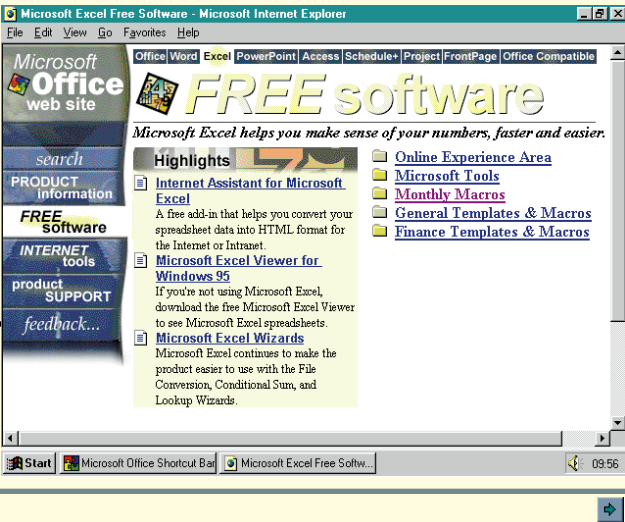 Microsoft Excel Free Software - Microsoft Internet Explorer
File Edit View Go Favorites Help
Microsoft
Office
web site
search
PRODUCT
information
FREE
software
INTERNET
tools
product
SUPPORT
feedback...
Office Word Excel PowerPoint Access Schedule+ Project FrontPage Office Compatible
FREE software
Microsoft Excel helps you make sense of your numbers, faster and easier.
Highlights
Internet Assistant for Microsoft
Excel
A free add-in that helps you convert your
spreadsheet data into HTML format for
the Internet or Intranet.
Microsoft Excel Viewer for
Windows 95
If you're not using Microsoft Excel,
download the free Microsoft Excel Viewer
to see Microsoft Excel spreadsheets.
Microsoft Excel Wizards
Microsoft Excel continues to make the
product easier to use with the File
Conversion, Conditional Sum, and
Lookup Wizards.
Online Experience Area
Microsoft Tools
Monthly Macros
General Templates & Macros
Finance Templates & Macros
Start Microsoft Office Shortcut Bar Microsoft Excel Free Softw... 09:56